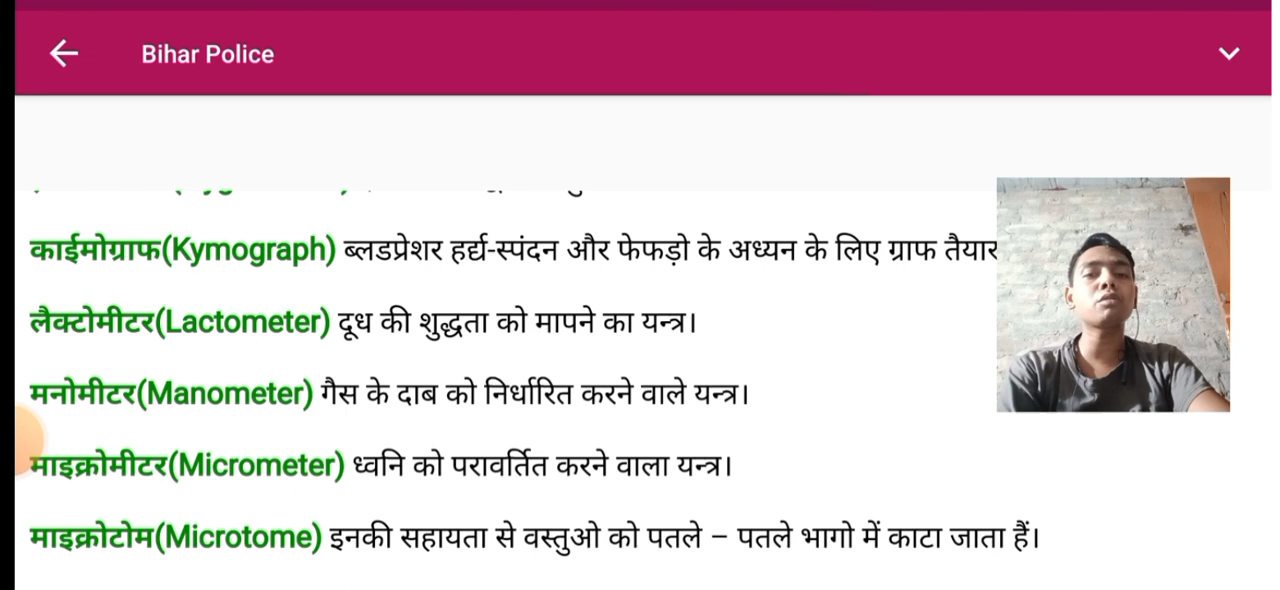 Bihar Police
काईमोग्राफ(Kymograph) ब्लडप्रेशर हर्द्य-स्पंदन और फेफड़ो के अध्यन के लिए ग्राफ तैयार
लैक्टोमीटर(Lactometer) दूध की शुद्धता को मापने का यन्त्र।
मनोमीटर(Manometer) गैस के दाब को निर्धारित करने वाले यन्त्र।
माइक्रोमीटर(Micrometer) ध्वनि को परावर्तित करने वाला यन्त्र।
माइक्रोटोम(Microtome) इनकी सहायता से वस्तुओ को पतले – पतले भागो में काटा जाता हैं।